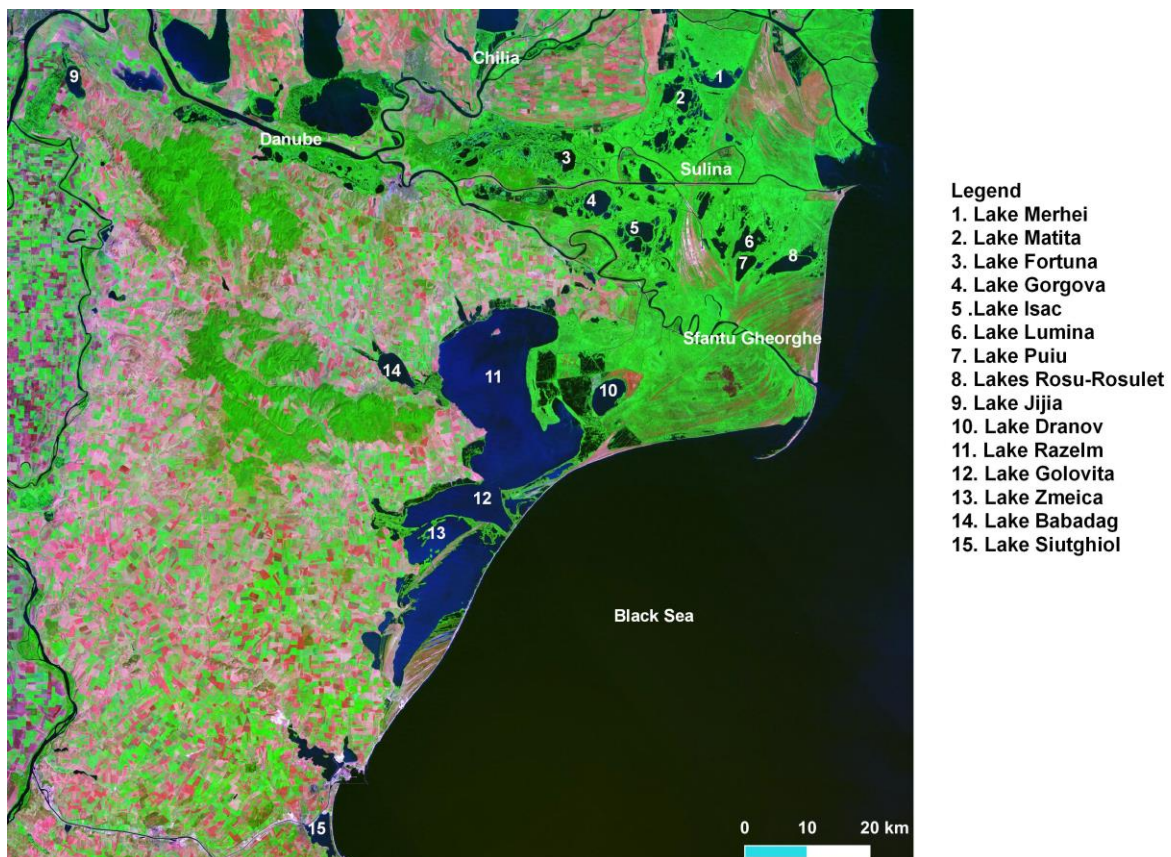 Chilia
9
1
2
Danube
3
Sulina
4
5
6
7
8
Sfantu Gheorghe
14
11
10
12
13
Black Sea
15
0 10 20 km
Legend
1. Lake Merhei
2. Lake Matita
3. Lake Fortuna
4. Lake Gorgova
5 .Lake Isac
6. Lake Lumina
7. Lake Puiu
8. Lakes Rosu-Rosulet
9. Lake Jijia
10. Lake Dranov
11. Lake Razelm
12. Lake Golovita
13. Lake Zmeica
14. Lake Babadag
15. Lake Siutghiol